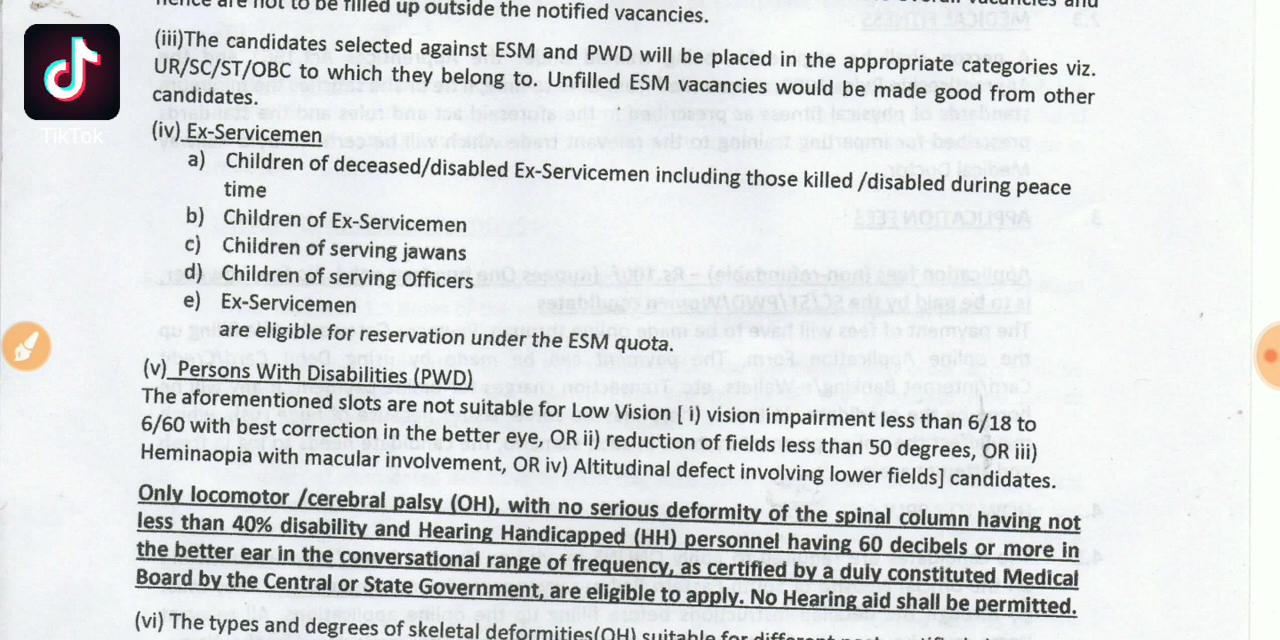 hence are not to be filled up outside the notified vacancies.
(iii)The candidates selected against ESM and PWD will be placed in the appropriate categories viz.
UR/SC/ST/OBC to which they belong to. Unfilled ESM vacancies would be made good from other
candidates.
(iv) Ex-Servicemen
a) Children of deceased/disabled Ex-Servicemen including those killed /disabled during peace
time
b) Children of Ex-Servicemen
c) Children of serving jawans
d) Children of serving Officers
e) Ex-Servicemen
are eligible for reservation under the ESM quota.
(v) Persons With Disabilities (PWD)
The aforementioned slots are not suitable for Low Vision [ i) vision impairment less than 6/18 to
6/60 with best correction in the better eye, OR ii) reduction of fields less than 50 degrees, OR iii)
Heminaopia with macular involvement, OR iv) Altitudinal defect involving lower fields] candidates.
Only locomotor /cerebral palsy (OH), with no serious deformity of the spinal column having not
less than 40% disability and Hearing Handicapped (HH) personnel having 60 decibels or more in
the better ear in the conversational range of frequency, as certified by a duly constituted Medical
Board by the Central or State Government, are eligible to apply. No Hearing aid shall be permitted.
(vi) The types and degrees of skeletal deformities(OH) suitable for different
TikTok